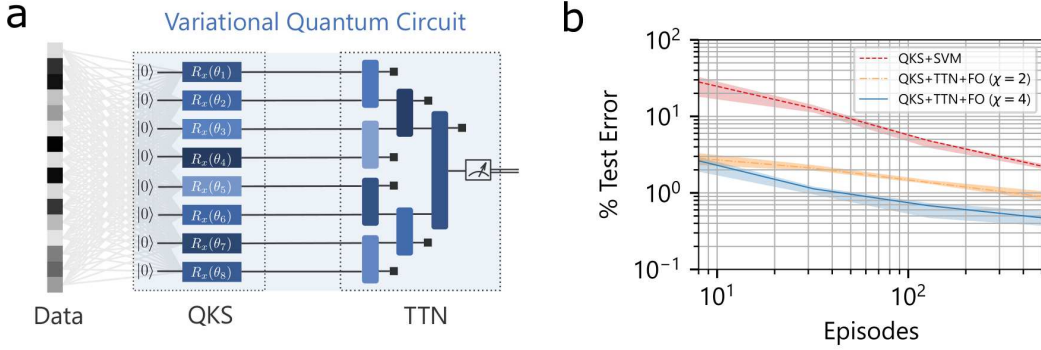 a
Variational Quantum Circuit
|0⟩ Rx(θ1)
|0⟩ Rx(θ2)
|0⟩ Rx(θ3)
|0⟩ Rx(θ4)
|0⟩ Rx(θ5)
|0⟩ Rx(θ6)
|0⟩ Rx(θ7)
|0⟩ Rx(θ8)
Data QKS TTN
b
10²
10¹
10⁰
10⁻¹
% Test Error
QKS+SVM
QKS+TTN+FO (χ = 2)
QKS+TTN+FO (χ = 4)
10¹ 10²
Episodes